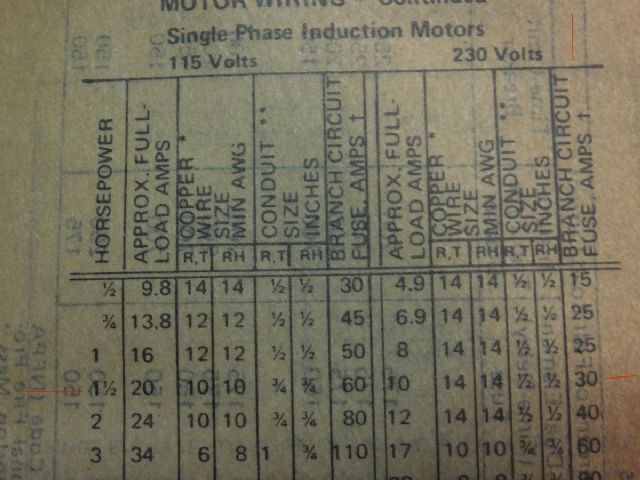 MOTOR WIRING – Continued
Single-Phase Induction Motors
115 Volts 230 Volts
HORSEPOWER APPROX. FULL-LOAD AMPS COPPER * WIRE SIZE MIN AWG CONDUIT ** SIZE INCHES BRANCH CIRCUIT FUSE, AMPS † APPROX. FULL-LOAD AMPS COPPER * WIRE SIZE MIN AWG CONDUIT ** SIZE INCHES BRANCH CIRCUIT FUSE, AMPS †
R,T RH R,T RH R,T RH R,T RH
½ 9.8 14 14 ½ ½ 30 4.9 14 14 ½ ½ 15
¾ 13.8 12 12 ½ ½ 45 6.9 14 14 ½ ½ 25
1 16 12 12 ½ ½ 50 8 14 14 ½ ½ 25
1½ 20 10 10 ¾ ¾ 60 10 14 14 ½ ½ 30
2 24 10 10 ¾ ¾ 80 12 14 14 ½ ½ 40
3 34 6 8 1 ¾ 110 17 10 10 ¾ ¾ 60